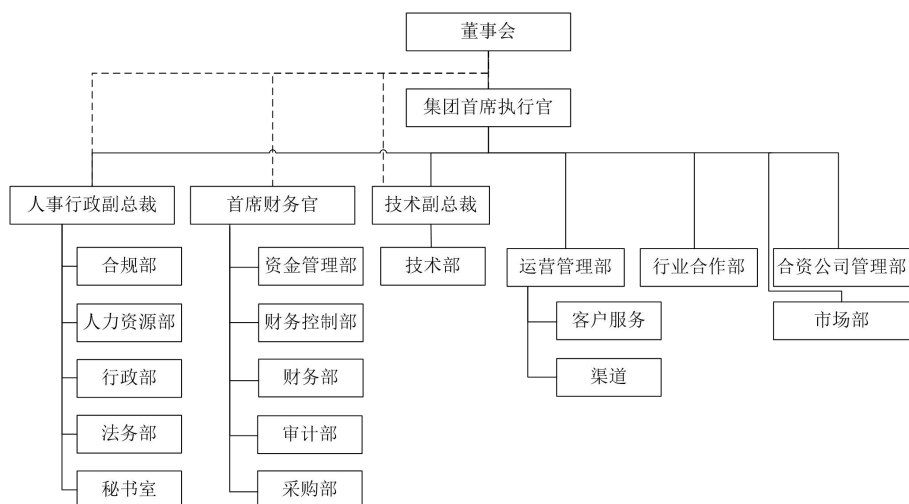 董事会
集团首席执行官
人事行政副总裁
首席财务官
技术副总裁
合规部
资金管理部
技术部
运营管理部
行业合作部
合资公司管理部
人力资源部
财务控制部
客户服务
市场部
行政部
财务部
渠道
法务部
审计部
秘书室
采购部